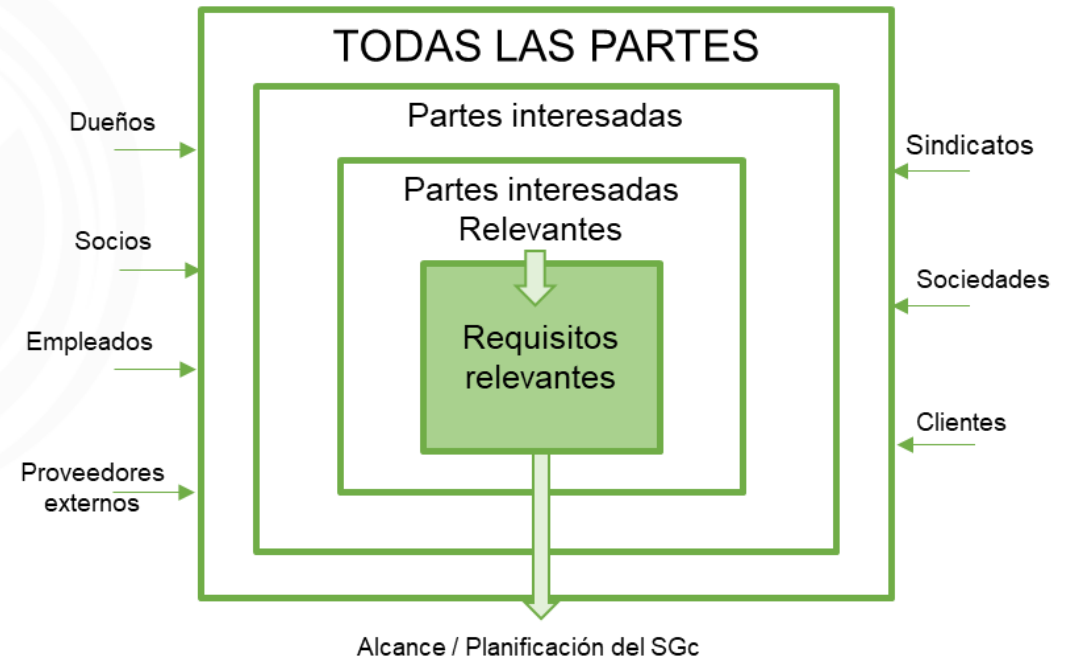 TODAS LAS PARTES
Partes interesadas
Partes interesadas
Relevantes
Requisitos
relevantes
Dueños
Socios
Empleados
Proveedores
externos
Sindicatos
Sociedades
Clientes
Alcance / Planificación del SGc